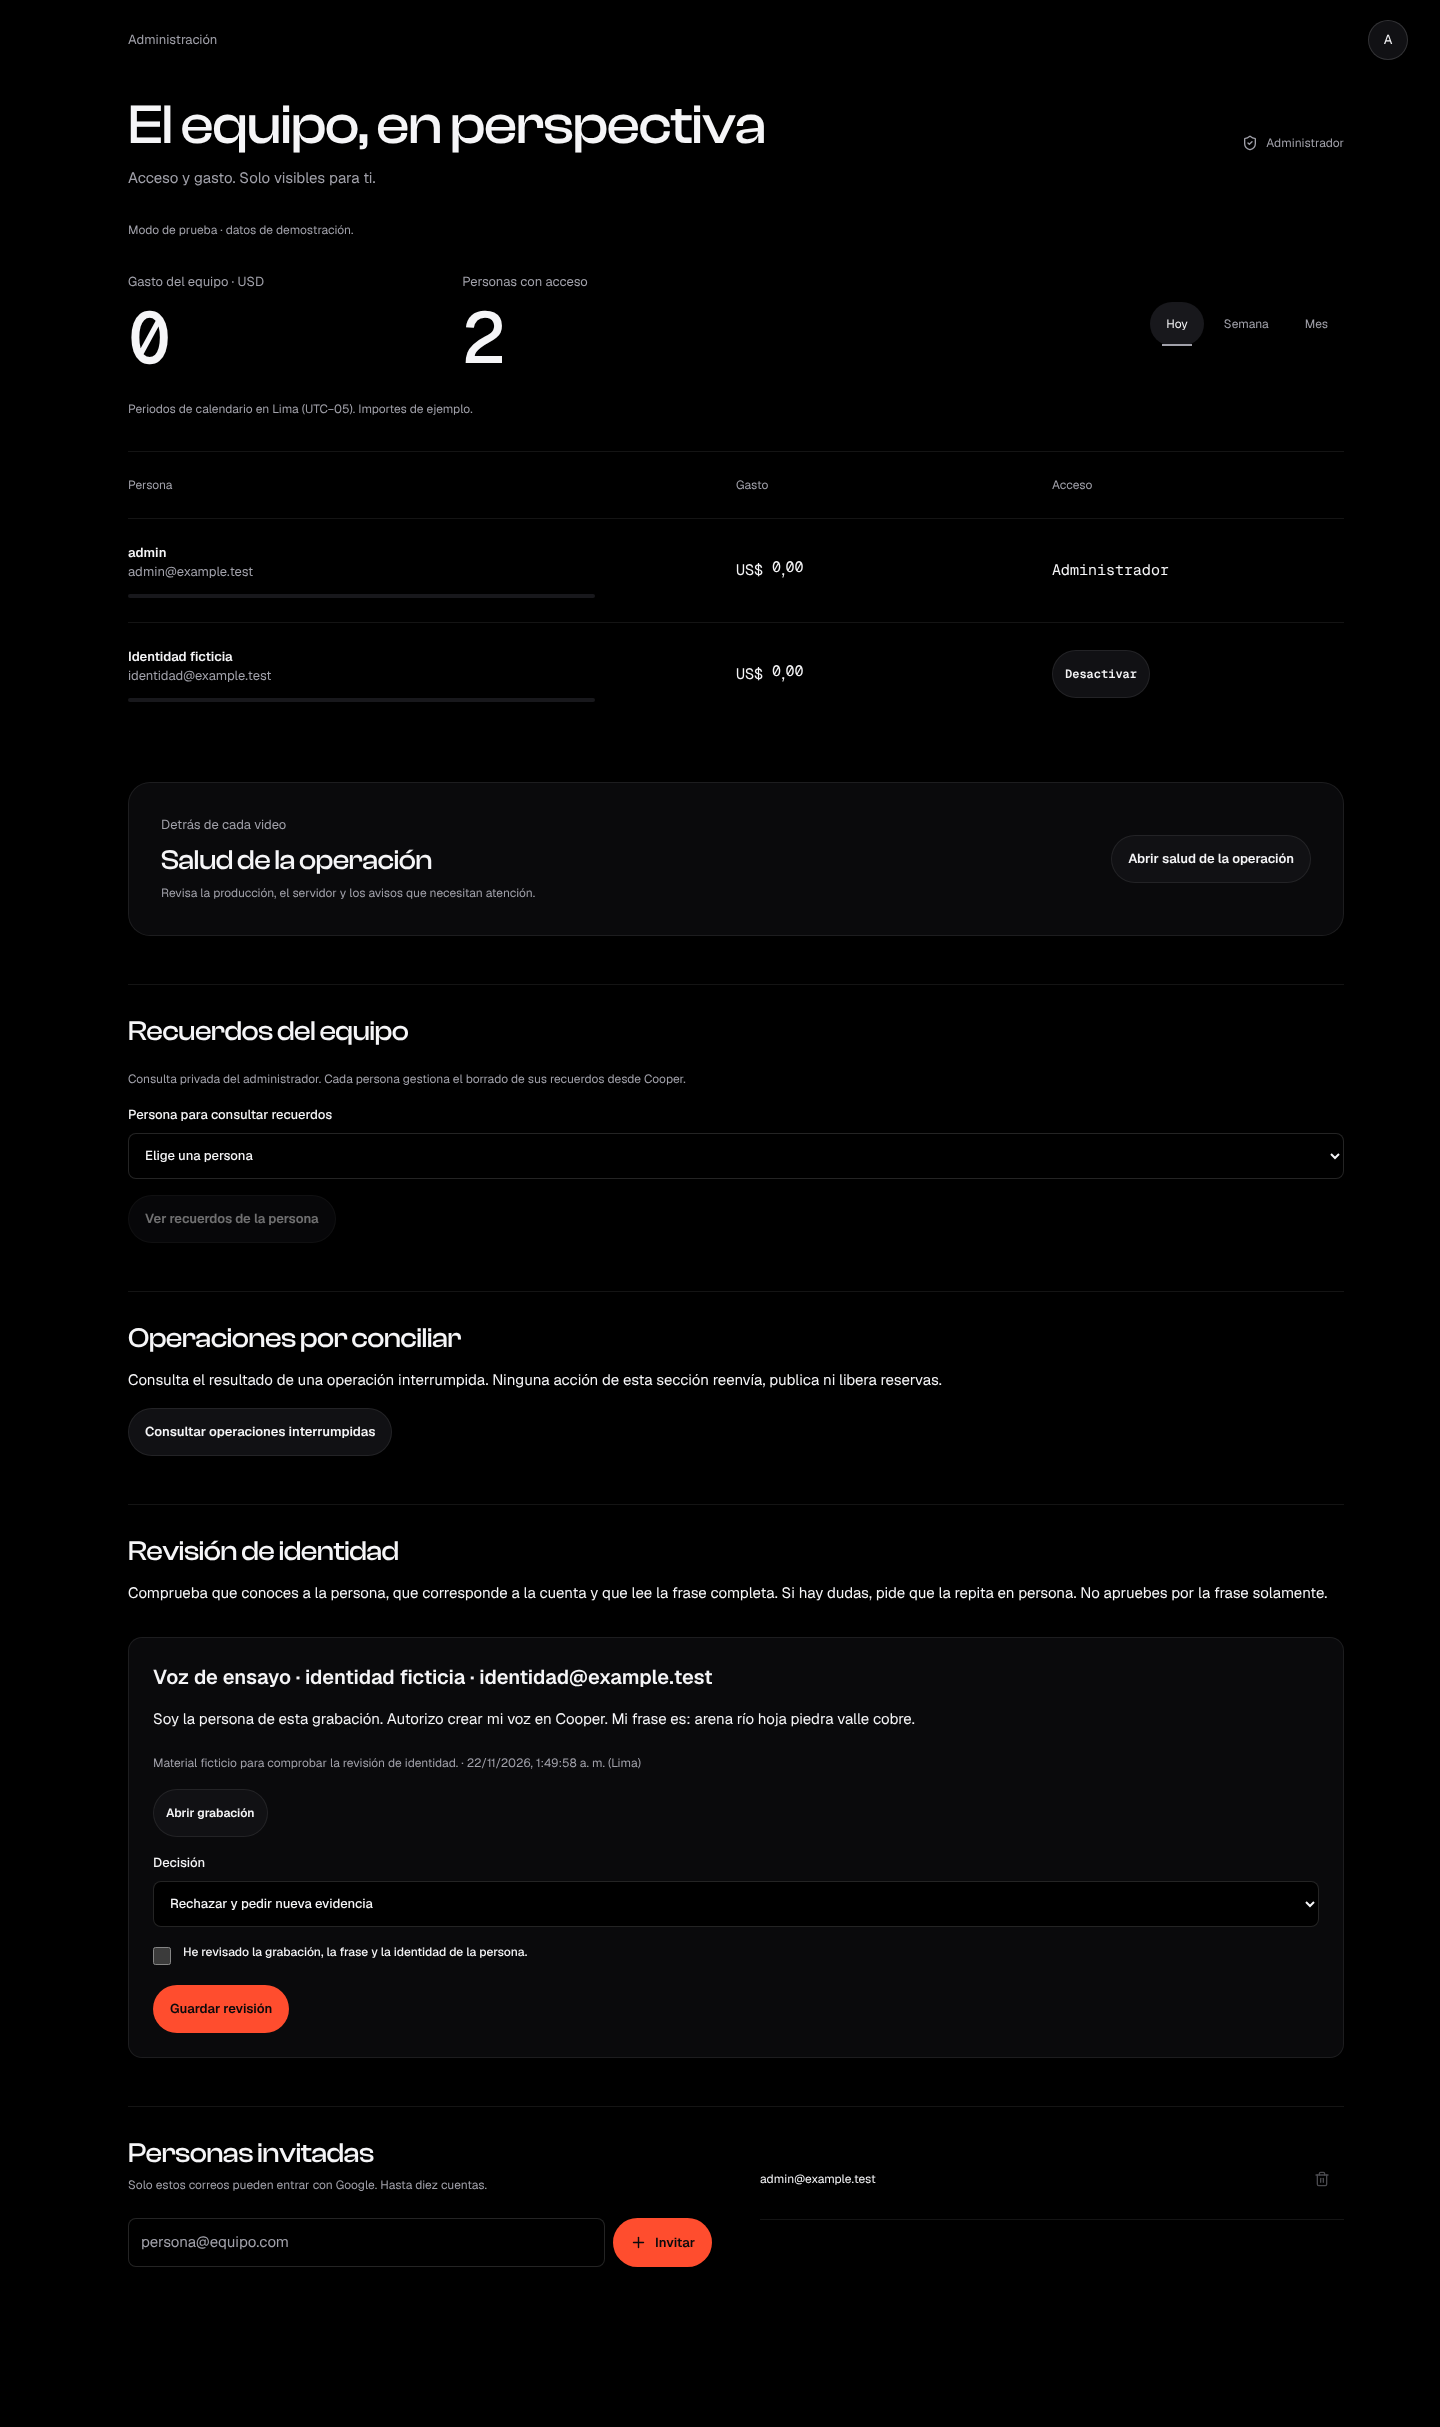 Administración
A
El equipo, en perspectiva
Administrador
Acceso y gasto. Solo visibles para ti.
Modo de prueba · datos de demostración.
Gasto del equipo · USD
Personas con acceso
0
2
Hoy
Semana
Mes
Periodos de calendario en Lima (UTC−05). Importes de ejemplo.
Persona
Gasto
Acceso
admin
admin@example.test
US$ 0,00
Administrador
Identidad ficticia
identidad@example.test
US$ 0,00
Desactivar
Detrás de cada video
Salud de la operación
Revisa la producción, el servidor y los avisos que necesitan atención.
Abrir salud de la operación
Recuerdos del equipo
Consulta privada del administrador. Cada persona gestiona el borrado de sus recuerdos desde Cooper.
Persona para consultar recuerdos
Elige una persona
Ver recuerdos de la persona
Operaciones por conciliar
Consulta el resultado de una operación interrumpida. Ninguna acción de esta sección reenvía, publica ni libera reservas.
Consultar operaciones interrumpidas
Revisión de identidad
Comprueba que conoces a la persona, que corresponde a la cuenta y que lee la frase completa. Si hay dudas, pide que la repita en persona. No apruebes por la frase solamente.
Voz de ensayo · identidad ficticia · identidad@example.test
Soy la persona de esta grabación. Autorizo crear mi voz en Cooper. Mi frase es: arena río hoja piedra valle cobre.
Material ficticio para comprobar la revisión de identidad. · 22/11/2026, 1:49:58 a. m. (Lima)
Abrir grabación
Decisión
Rechazar y pedir nueva evidencia
He revisado la grabación, la frase y la identidad de la persona.
Guardar revisión
Personas invitadas
Solo estos correos pueden entrar con Google. Hasta diez cuentas.
persona@equipo.com
Invitar
admin@example.test